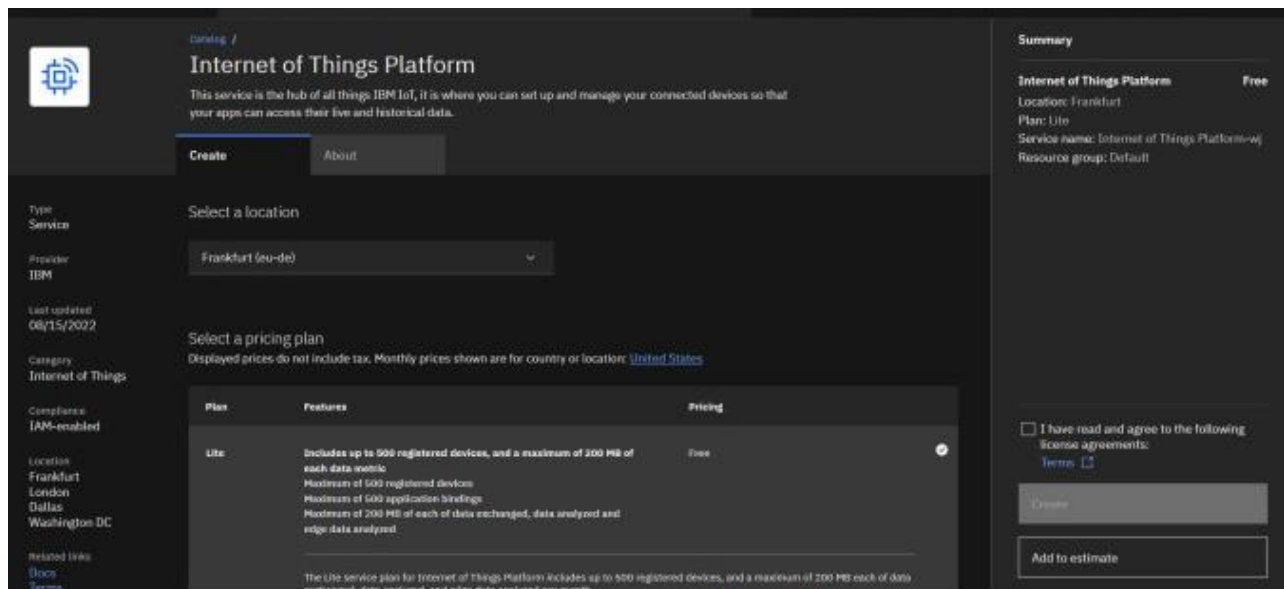 Catalog /
Internet of Things Platform
This service is the hub of all things IBM IoT, it is where you can set up and manage your connected devices so that
your apps can access their live and historical data.
Create
About
Type
Service
Provider
IBM
Last updated
08/15/2022
Category
Internet of Things
Compliance
IAM-enabled
Location
Frankfurt
London
Dallas
Washington DC
Related links
Docs
Terms
Select a location
Frankfurt (eu-de)
Select a pricing plan
Displayed prices do not include tax. Monthly prices shown are for country or location: United States
Plan
Features
Pricing
Lite
Includes up to 500 registered devices, and a maximum of 200 MB of
each data metric
Free
Maximum of 500 registered devices
Maximum of 500 application bindings
Maximum of 200 MB of each of data exchanged, data analyzed and
edge data analyzed
The Lite service plan for Internet of Things Platform includes up to 500 registered devices, and a maximum of 200 MB each of data
Summary
Internet of Things Platform Free
Location: Frankfurt
Plan: Lite
Service name: Internet of Things Platform-wj
Resource group: Default
I have read and agree to the following
license agreements:
Terms
Create
Add to estimate